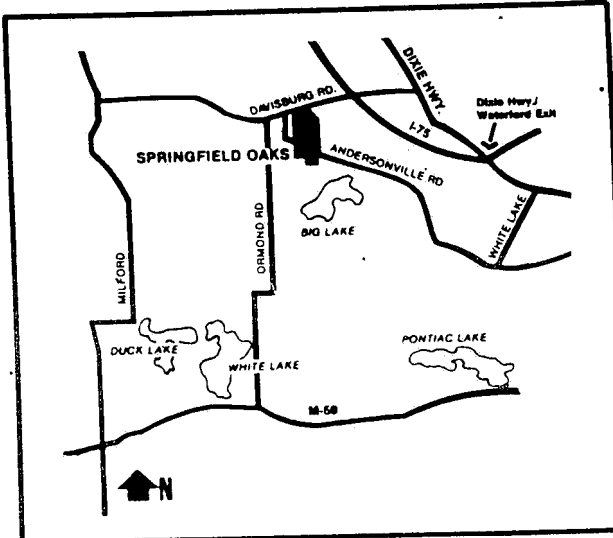 DAVISBURG RD.
DIXIE HWY.
Dixie Hwy./
Waterford Exit
I-75
SPRINGFIELD OAKS
ANDERSONVILLE RD
BIG LAKE
WHITE LAKE
ORMOND RD
MILFORD
DUCK LAKE
WHITE LAKE
PONTIAC LAKE
M-59
N